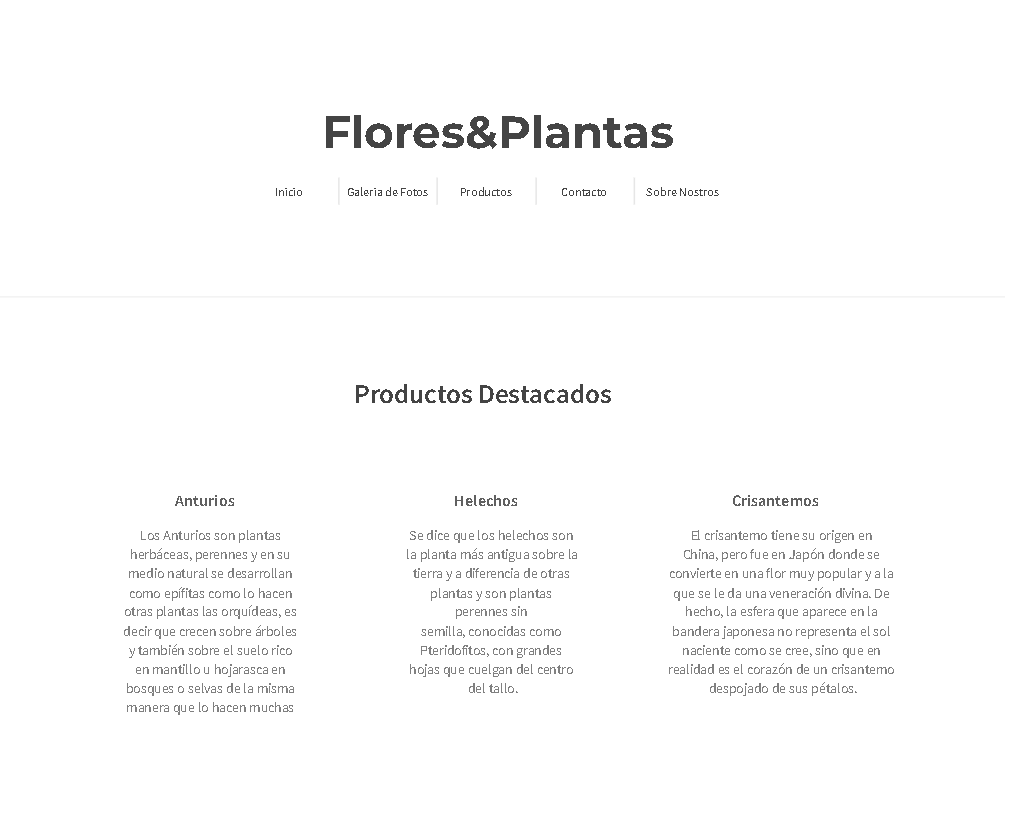 Flores&Plantas
Inicio
Galeria de Fotos
Productos
Contacto
Sobre Nostros
Productos Destacados
Anturios
Los Anturios son plantas
herbáceas, perennes y en su
medio natural se desarrollan
como epífitas como lo hacen
otras plantas las orquídeas, es
decir que crecen sobre árboles
y también sobre el suelo rico
en mantillo u hojarasca en
bosques o selvas de la misma
manera que lo hacen muchas
Helechos
Se dice que los helechos son
la planta más antigua sobre la
tierra y a diferencia de otras
plantas y son plantas
perennes sin
semilla, conocidas como
Pteridofitos, con grandes
hojas que cuelgan del centro
del tallo.
Crisantemos
El crisantemo tiene su origen en
China, pero fue en Japón donde se
convierte en una flor muy popular y a la
que se le da una veneración divina. De
hecho, la esfera que aparece en la
bandera japonesa no representa el sol
naciente como se cree, sino que en
realidad es el corazón de un crisantemo
despojado de sus pétalos.